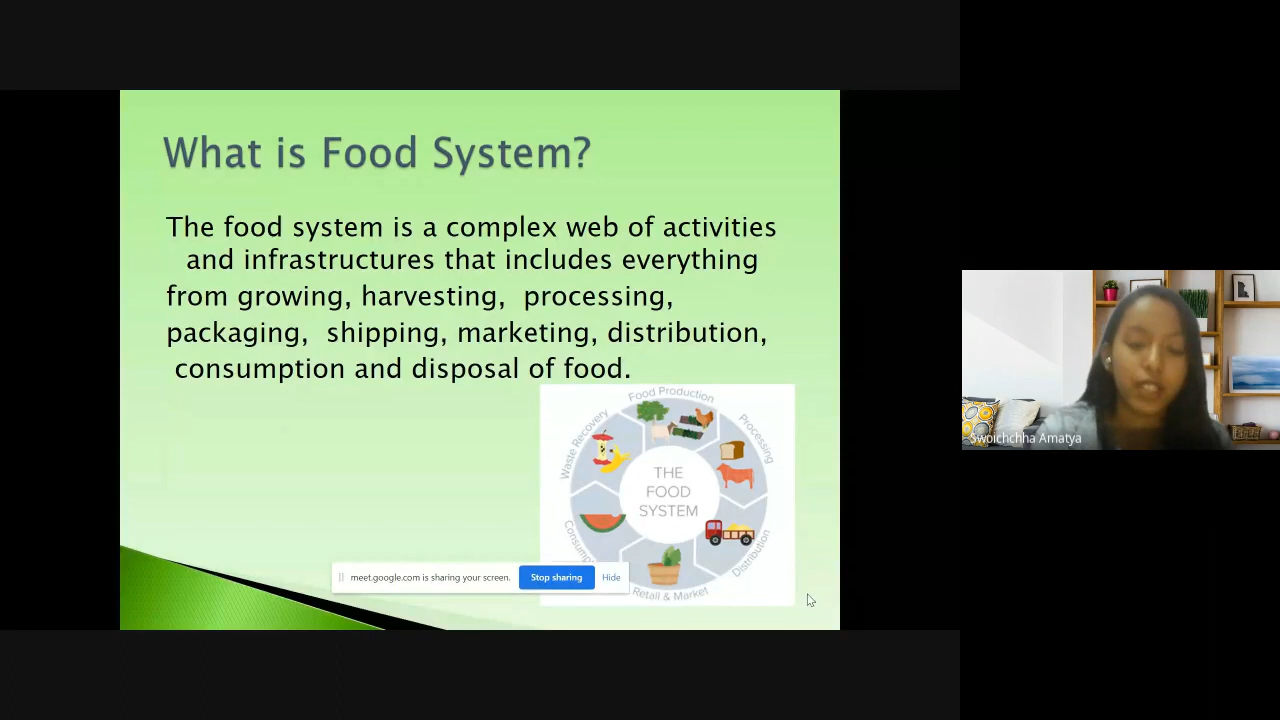 What is Food System?
The food system is a complex web of activities
and infrastructures that includes everything
from growing, harvesting, processing,
packaging, shipping, marketing, distribution,
consumption and disposal of food.
Food Production
Processing
Distribution
Retail & Market
Waste Recovery
THE
FOOD
SYSTEM
meet.google.com is sharing your screen.
Stop sharing
Hide
Swoichchha Amatya